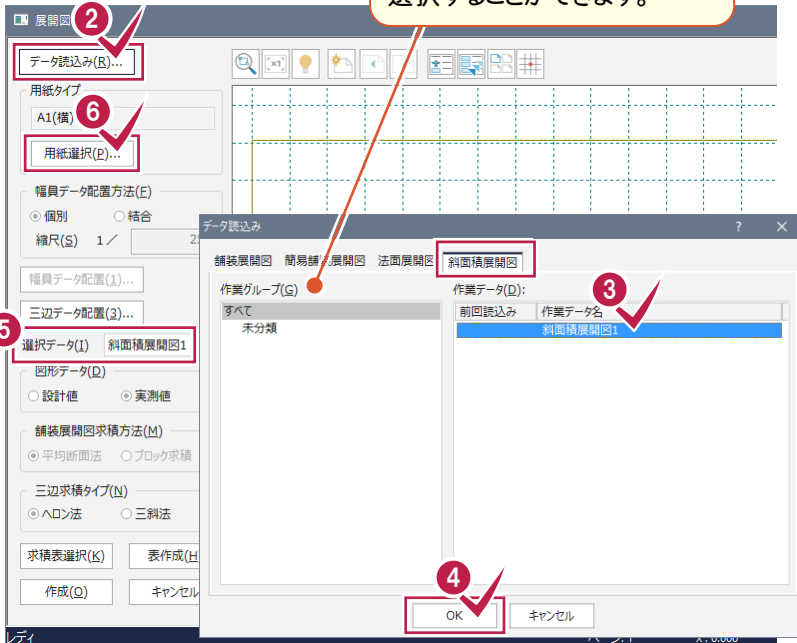 選択することができます。
展開図
2
データ読込み(R)...
用紙タイプ
A1(横)
6
用紙選択(P)...
幅員データ配置方法(F)
個別 結合
縮尺(S) 1／ 25
幅員データ配置(1)...
三辺データ配置(3)...
5
選択データ(I) 斜面積展開図1
図形データ(D)
設計値 実測値
舗装展開図求積方法(M)
平均断面法 ブロック求積
三辺求積タイプ(N)
ヘロン法 三斜法
求積表選択(K) 表作成(H
作成(O) キャンセル
レディ
データ読込み ? ×
舗装展開図 簡易舗装展開図 法面展開図 斜面積展開図
作業グループ(G)
すべて
未分類
作業データ(D):
3
前回読込み 作業データ名
斜面積展開図1
4
OK キャンセル
ページ: 1 X : 0.000